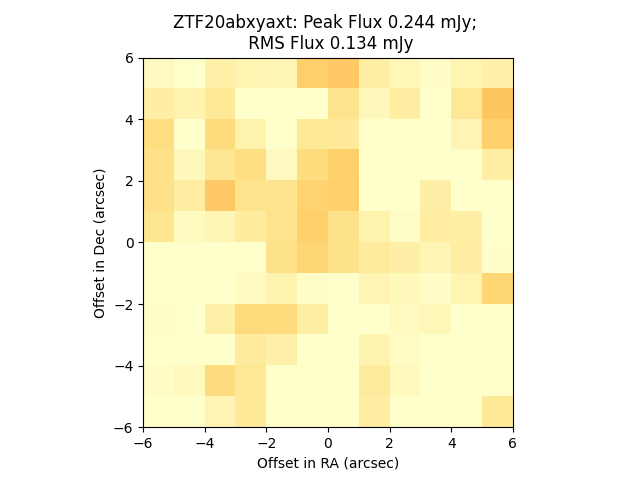 ZTF20abxyaxt: Peak Flux 0.244 mJy;
RMS Flux 0.134 mJy
6
4
2
0
−2
−4
−6
Offset in Dec (arcsec)
−6 −4 −2 0 2 4 6
Offset in RA (arcsec)